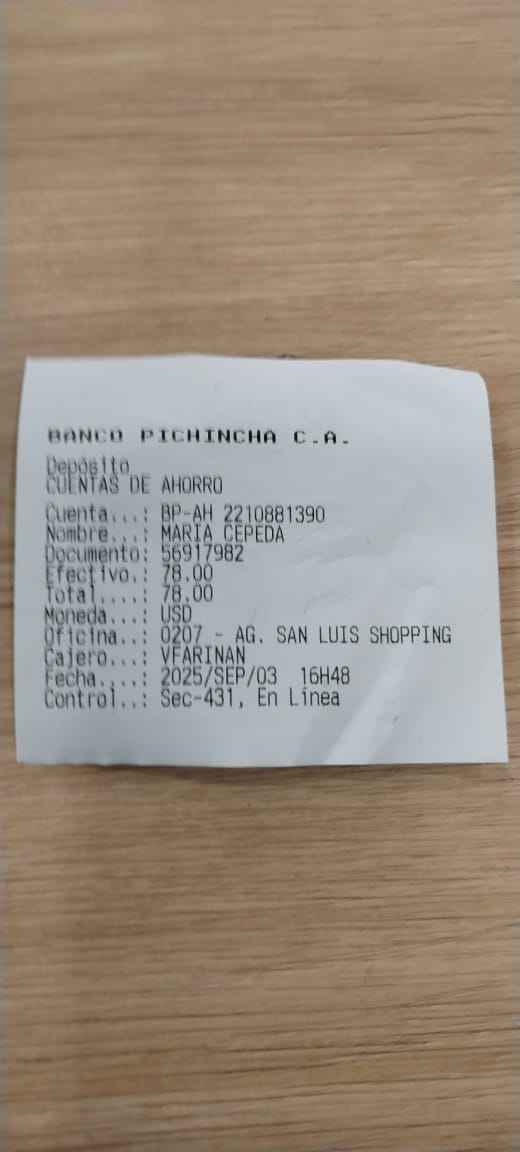 BANCO PICHINCHA C.A.
Depósito
CUENTAS DE AHORRO
Cuenta...: BP-AH 2210881390
Nombre...: MARIA CEPEDA
Documento: 56917982
Efectivo.: 78.00
Total....: 78.00
Moneda...: USD
Oficina..: 0207 - AG. SAN LUIS SHOPPING
Cajero...: VFARINAN
Fecha....: 2025/SEP/03 16H48
Control..: Sec-431, En Línea